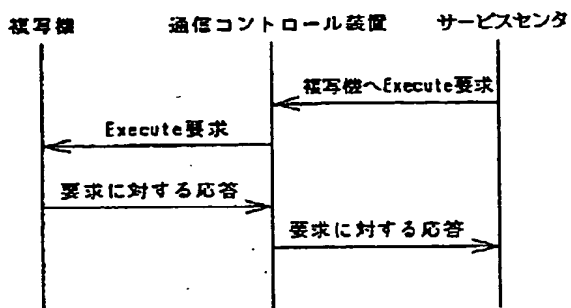 複写機 通信コントロール装置 サービスセンタ
複写機へExecute要求
Execute要求
要求に対する応答
要求に対する応答